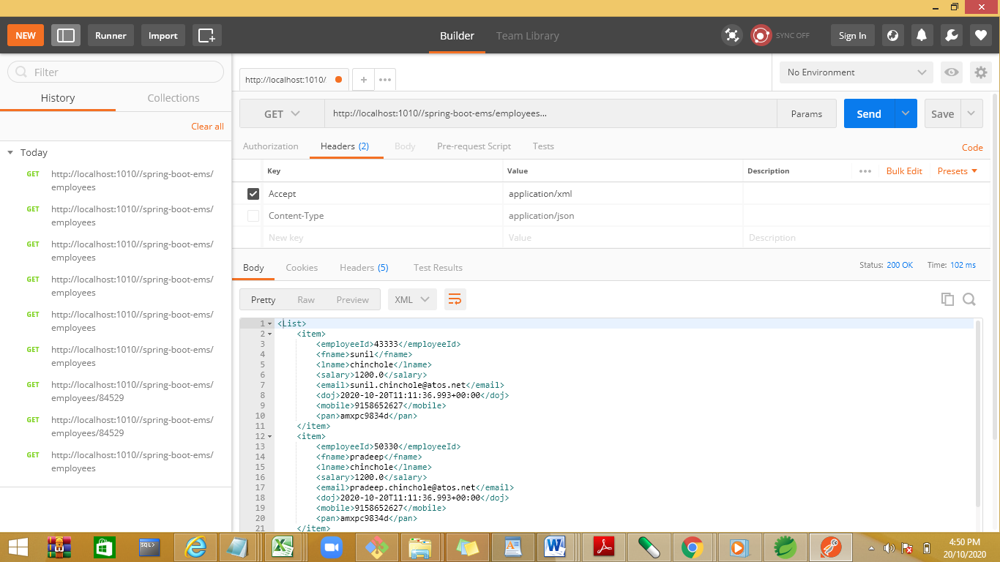 NEW Runner Import Builder Team Library SYNC OFF Sign In
Filter
History Collections
Clear all
Today
GET http://localhost:1010//spring-boot-ems/
employees
GET http://localhost:1010//spring-boot-ems/
employees
GET http://localhost:1010//spring-boot-ems/
employees
GET http://localhost:1010//spring-boot-ems/
employees
GET http://localhost:1010//spring-boot-ems/
employees
GET http://localhost:1010//spring-boot-ems/
employees
GET http://localhost:1010//spring-boot-ems/
employees/84529
GET http://localhost:1010//spring-boot-ems/
employees/84529
GET http://localhost:1010//spring-boot-ems/
employees
http://localhost:1010/ + ••• No Environment
GET http://localhost:1010//spring-boot-ems/employees... Params Send Save
Authorization Headers (2) Body Pre-request Script Tests Code
Key Value Description ••• Bulk Edit Presets
Accept application/xml
Content-Type application/json
New key Value Description
Body Cookies Headers (5) Test Results Status: 200 OK Time: 102 ms
Pretty Raw Preview XML
1 <List>
2 <item>
3 <employeeId>43333</employeeId>
4 <fname>sunil</fname>
5 <lname>chinchole</lname>
6 <salary>1200.0</salary>
7 <email>sunil.chinchole@atos.net</email>
8 <doj>2020-10-20T11:11:36.993+00:00</doj>
9 <mobile>9158652627</mobile>
10 <pan>amxpc9834d</pan>
11 </item>
12 <item>
13 <employeeId>50330</employeeId>
14 <fname>pradeep</fname>
15 <lname>chinchole</lname>
16 <salary>1200.0</salary>
17 <email>pradeep.chinchole@atos.net</email>
18 <doj>2020-10-20T11:11:36.993+00:00</doj>
19 <mobile>9158652627</mobile>
20 <pan>amxpc9834d</pan>
21 </item>
SQL>
4:50 PM
20/10/2020